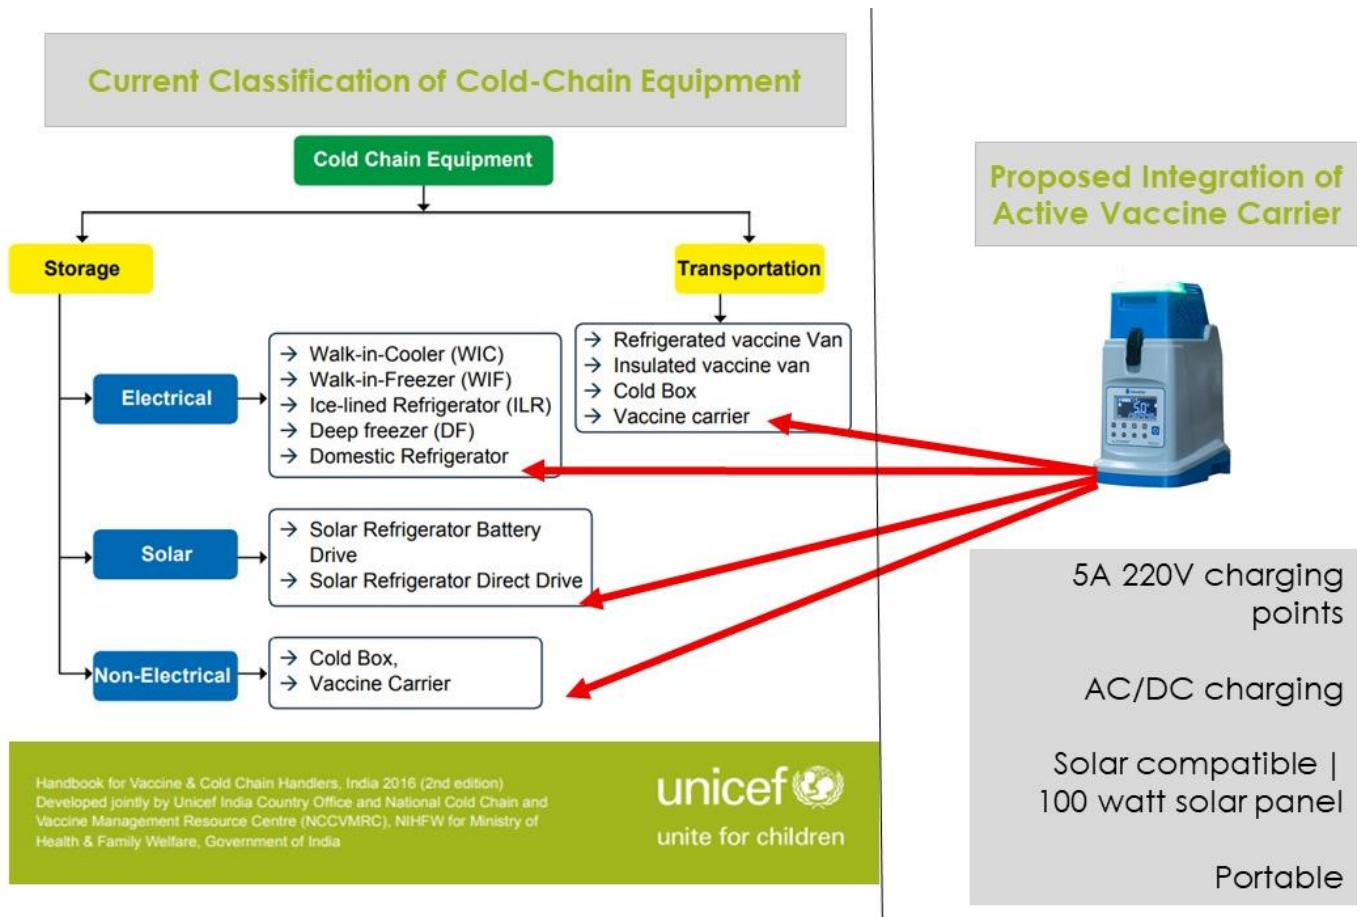 Current Classification of Cold-Chain Equipment
Cold Chain Equipment
Storage
Transportation
→ Refrigerated vaccine Van
→ Insulated vaccine van
→ Cold Box
→ Vaccine carrier
Electrical
→ Walk-in-Cooler (WIC)
→ Walk-in-Freezer (WIF)
→ Ice-lined Refrigerator (ILR)
→ Deep freezer (DF)
→ Domestic Refrigerator
Solar
→ Solar Refrigerator Battery
Drive
→ Solar Refrigerator Direct Drive
Non-Electrical
→ Cold Box,
→ Vaccine Carrier
Handbook for Vaccine & Cold Chain Handlers, India 2016 (2nd edition)
Developed jointly by Unicef India Country Office and National Cold Chain and
Vaccine Management Resource Centre (NCCVMRC), NIHFW for Ministry of
Health & Family Welfare, Government of India
unicef
unite for children
Proposed Integration of
Active Vaccine Carrier
5.0
5A 220V charging
points
AC/DC charging
Solar compatible |
100 watt solar panel
Portable